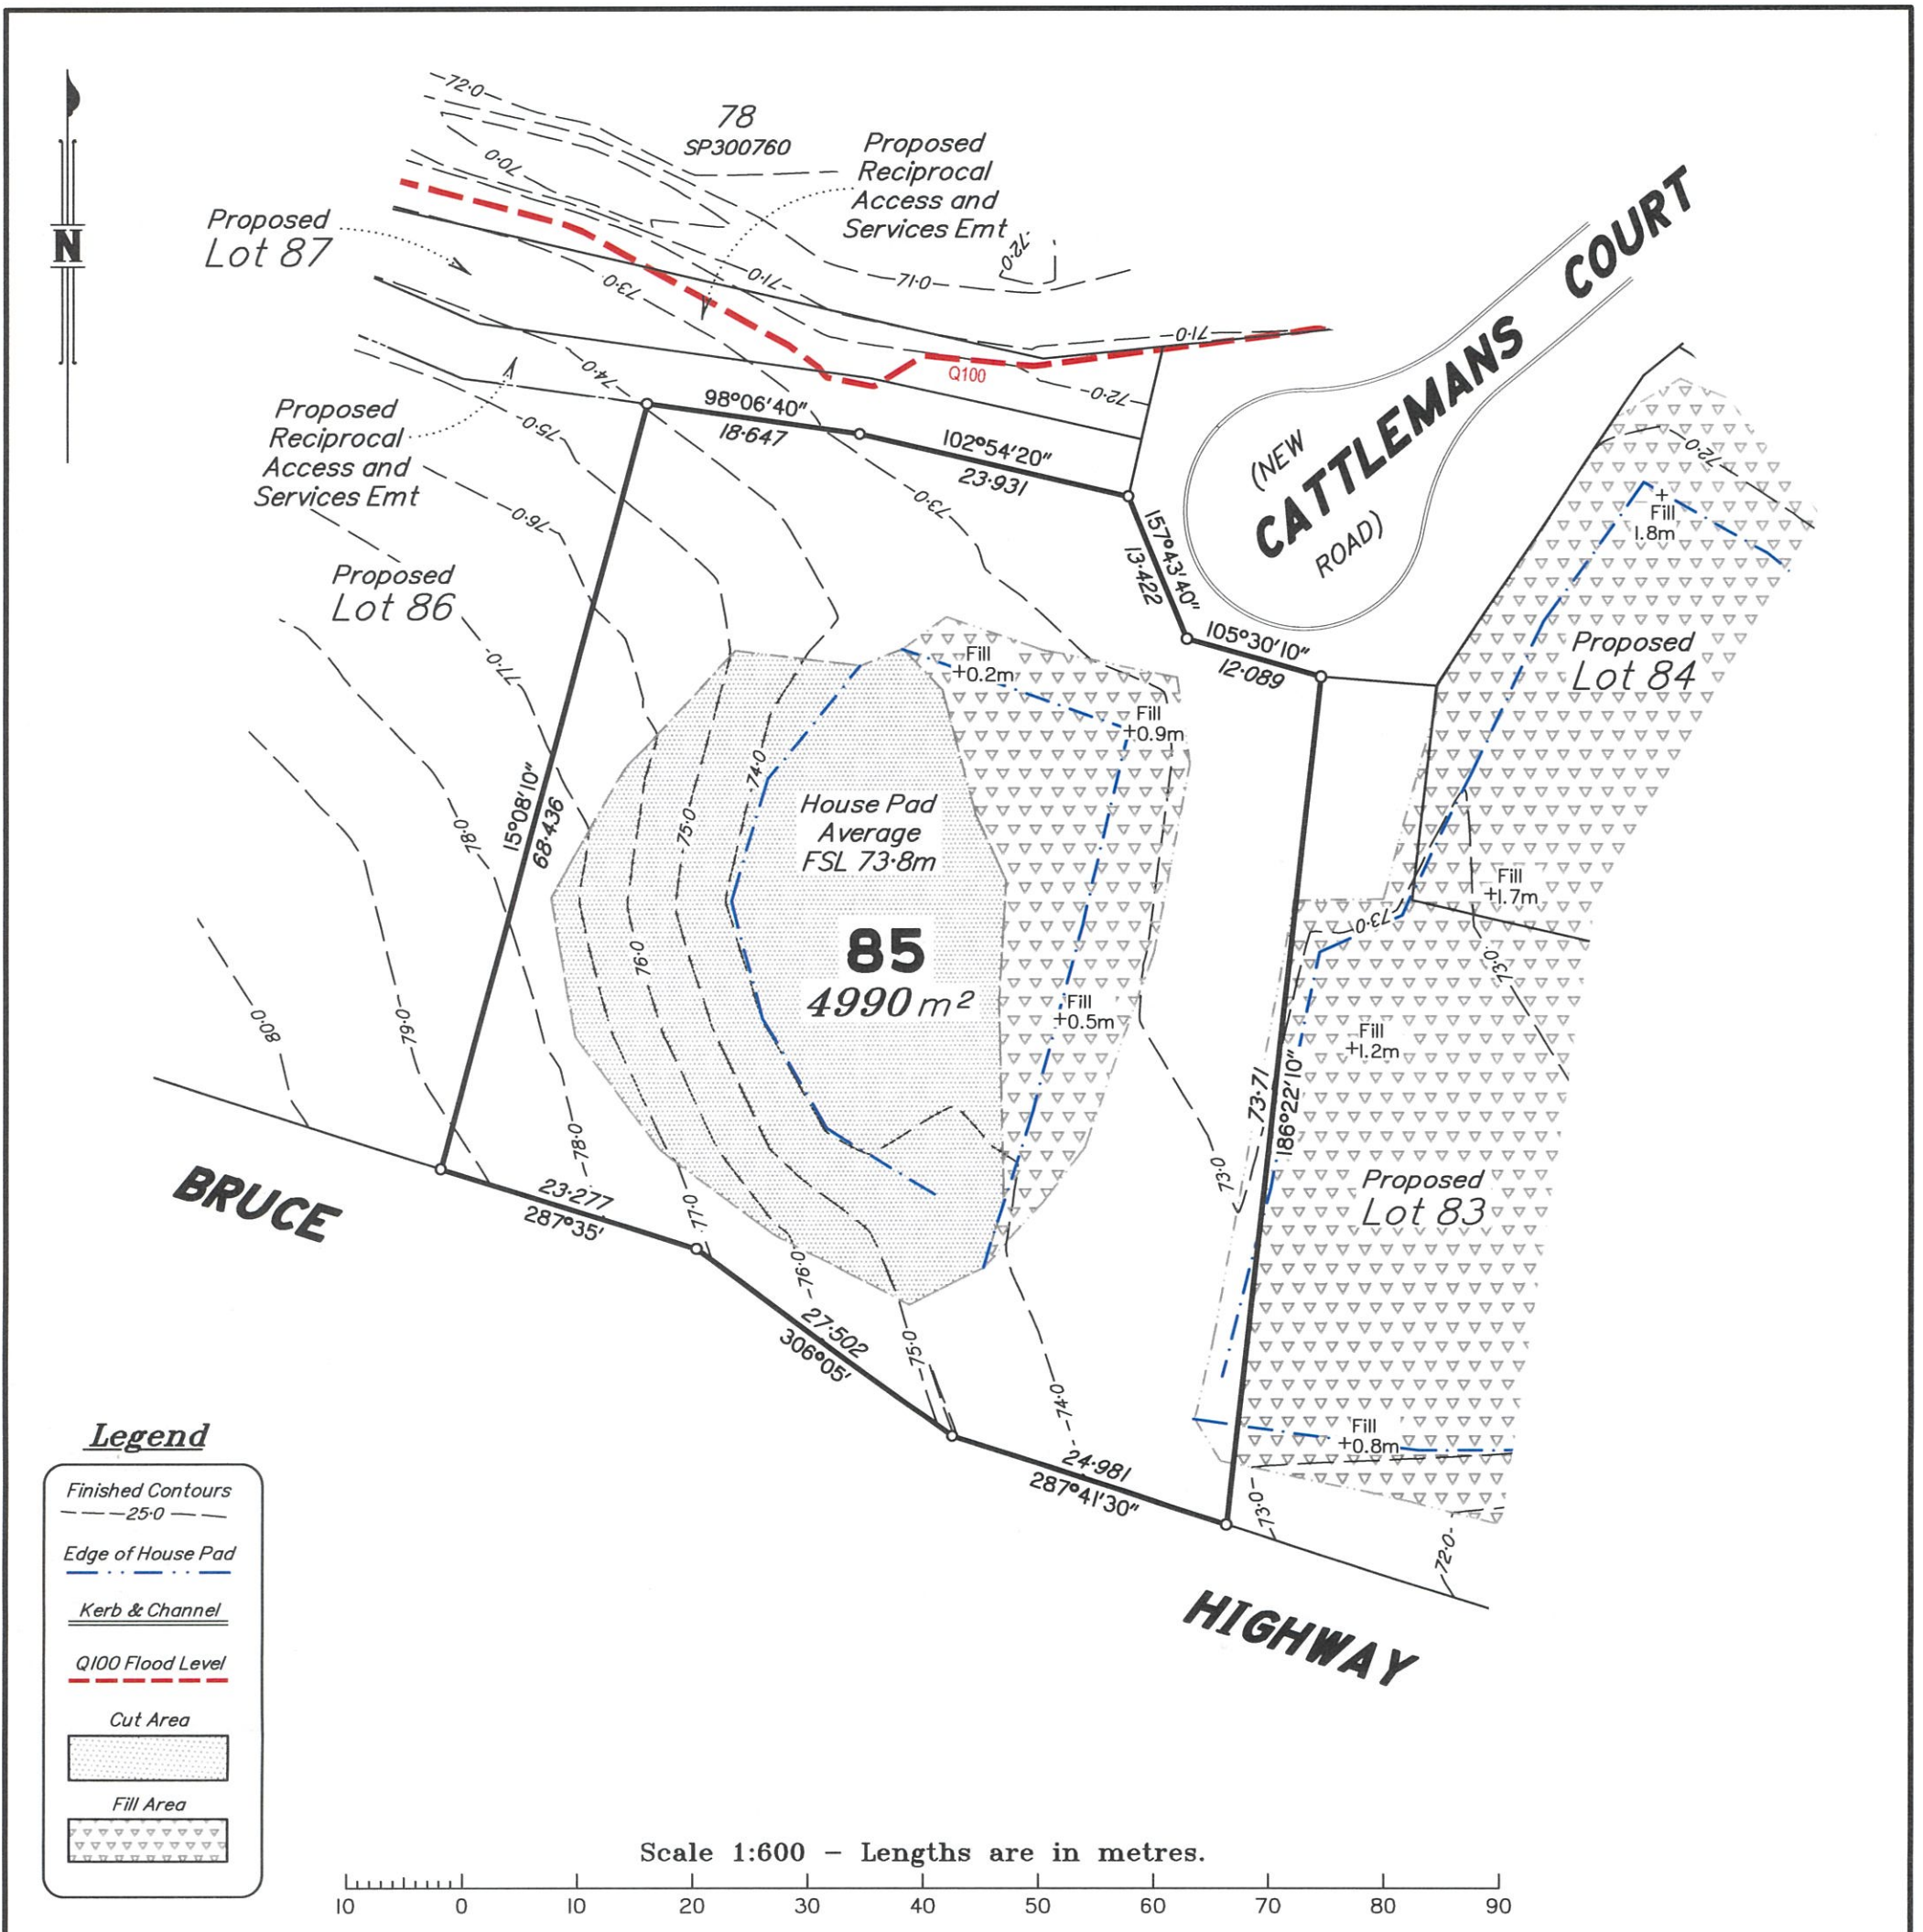 N
72·0
78
SP300760
Proposed
Reciprocal
Access and
Services Emt
70·0
Proposed
Lot 87
72·0
71·0
71·0
73·0
71·0
Q100
72·0
74·0
COURT
CATTLEMANS
(NEW
ROAD)
98°06'40"
18·647
102°54'20"
23·931
Proposed
Reciprocal
Access and
Services Emt
75·0
76·0
73·0
157°43'40"
13·422
72·0
+
Fill
1.8m
Proposed
Lot 86
77·0
105°30'10"
12·089
Proposed
Lot 84
Fill
+0.2m
Fill
+0.9m
74·0
75·0
78·0
15°08'10"
68·436
House Pad
Average
FSL 73·8m
Fill
+1.7m
73·0
73·0
85
4990 m²
76·0
80·0
79·0
Fill
+0.5m
Fill
+1.2m
73·71
186°22'10"
78·0
73·0
Proposed
Lot 83
BRUCE
23·277
287°35'
77·0
76·0
27·502
306°05'
75·0
74·0
Fill
+0.8m
24·981
287°41'30"
73·0
72·0
HIGHWAY
Legend
Finished Contours
25·0
Edge of House Pad
Kerb & Channel
Q100 Flood Level
Cut Area
Fill Area
Scale 1:600 – Lengths are in metres.
10 0 10 20 30 40 50 60 70 80 90